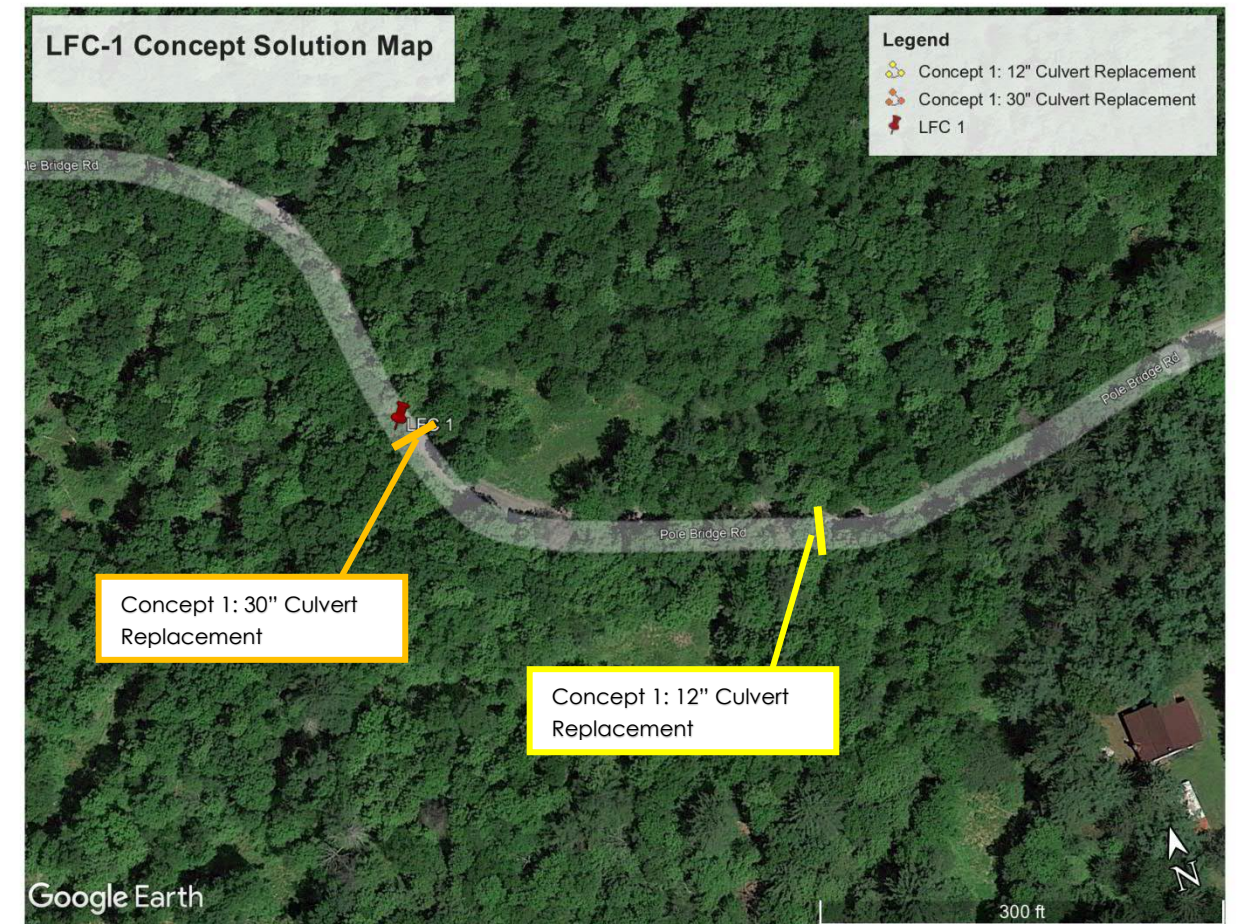 LFC-1 Concept Solution Map
Legend
Concept 1: 12" Culvert Replacement
Concept 1: 30" Culvert Replacement
LFC 1
le Bridge Rd
Pole Bridge Rd
LFC 1
Pole Bridge Rd
Concept 1: 30” Culvert
Replacement
Concept 1: 12” Culvert
Replacement
N
Google Earth
300 ft